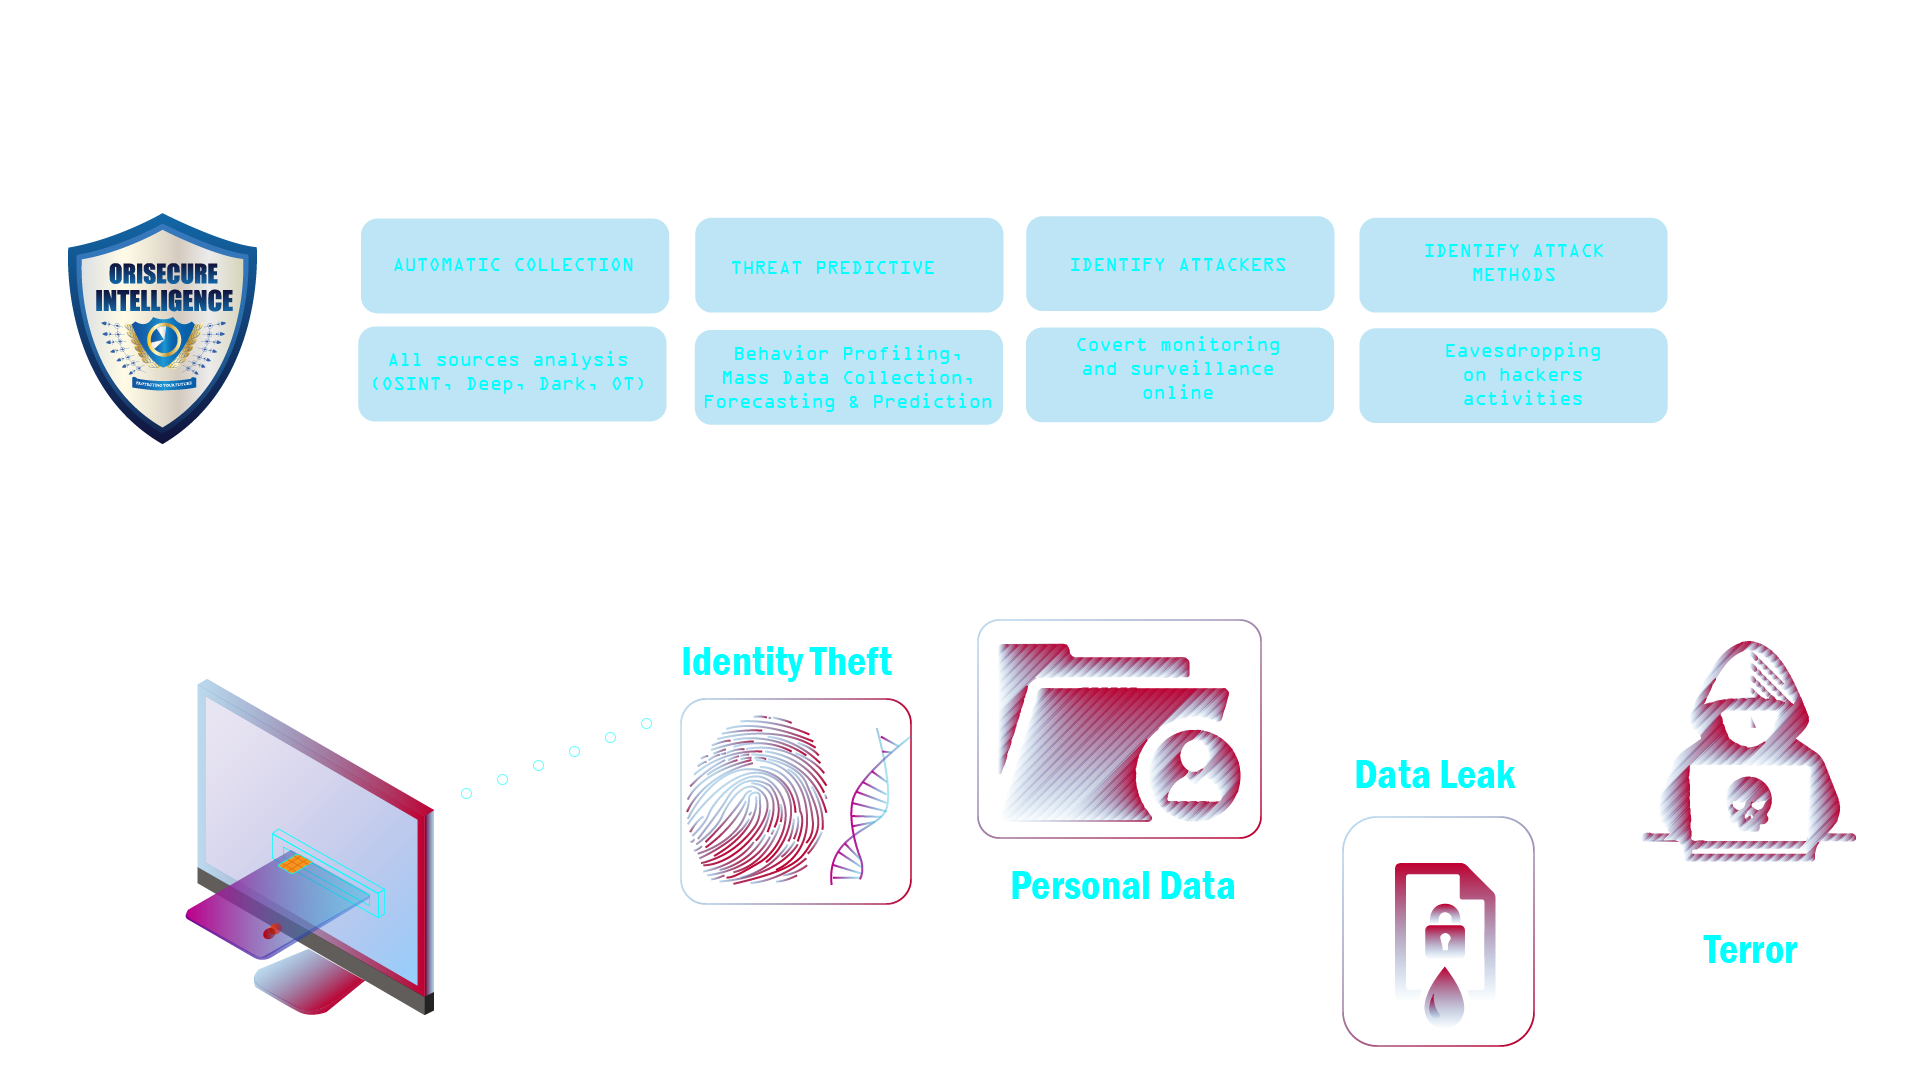 ORISECURE
INTELLIGENCE
PROTECTING YOUR FUTURE
AUTOMATIC COLLECTION
THREAT PREDICTIVE
IDENTIFY ATTACKERS
IDENTIFY ATTACK
METHODS
All sources analysis
(OSINT, Deep, Dark, OT)
Behavior Profiling,
Mass Data Collection,
Forecasting & Prediction
Covert monitoring
and surveillance
online
Eavesdropping
on hackers
activities
Identity Theft
Personal Data
Data Leak
Terror